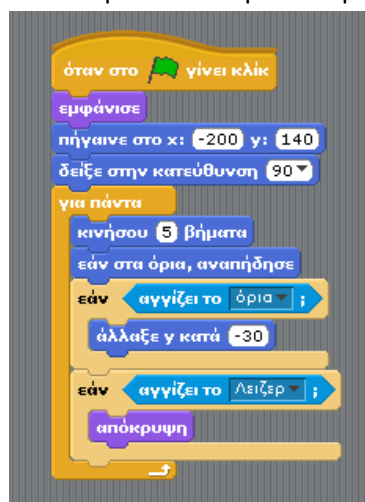 όταν στο γίνει κλίκ
εμφάνισε
πήγαινε στο x: -200 y: 140
δείξε στην κατεύθυνση 90
για πάντα
κινήσου 5 βήματα
εάν στα όρια, αναπήδησε
εάν αγγίζει το όρια ;
άλλαξε y κατά -30
εάν αγγίζει το Λειζερ ;
απόκρυψη